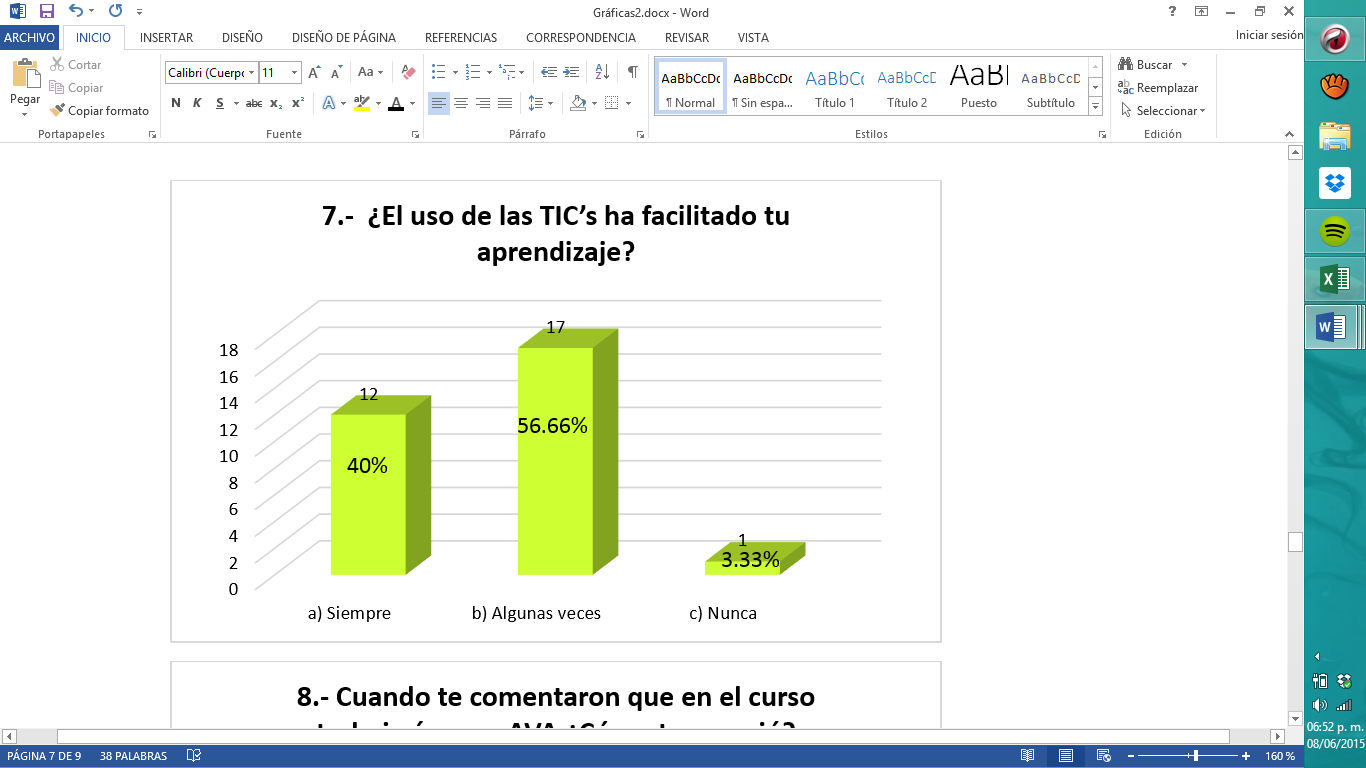 Gráficas2.docx - Word
ARCHIVO INICIO INSERTAR DISEÑO DISEÑO DE PÁGINA REFERENCIAS CORRESPONDENCIA REVISAR VISTA Iniciar sesión
Pegar
Cortar
Copiar
Copiar formato
Portapapeles
Calibri (Cuerpo 11
N K S abc x₂ x²
Fuente
Párrafo
AaBbCcDc AaBbCcDc AaBbCc AaBbCcD AaBl AaBbCcD
¶ Normal ¶ Sin espa... Título 1 Título 2 Puesto Subtítulo
Estilos
Buscar
Reemplazar
Seleccionar
Edición
7.- ¿El uso de las TIC’s ha facilitado tu
aprendizaje?
18
16
14
12
10
8
6
4
2
0
12
40%
17
56.66%
1
3.33%
a) Siempre b) Algunas veces c) Nunca
8.- Cuando te comentaron que en el curso
PÁGINA 7 DE 9 38 PALABRAS 160 %
06:52 p. m.
08/06/2015